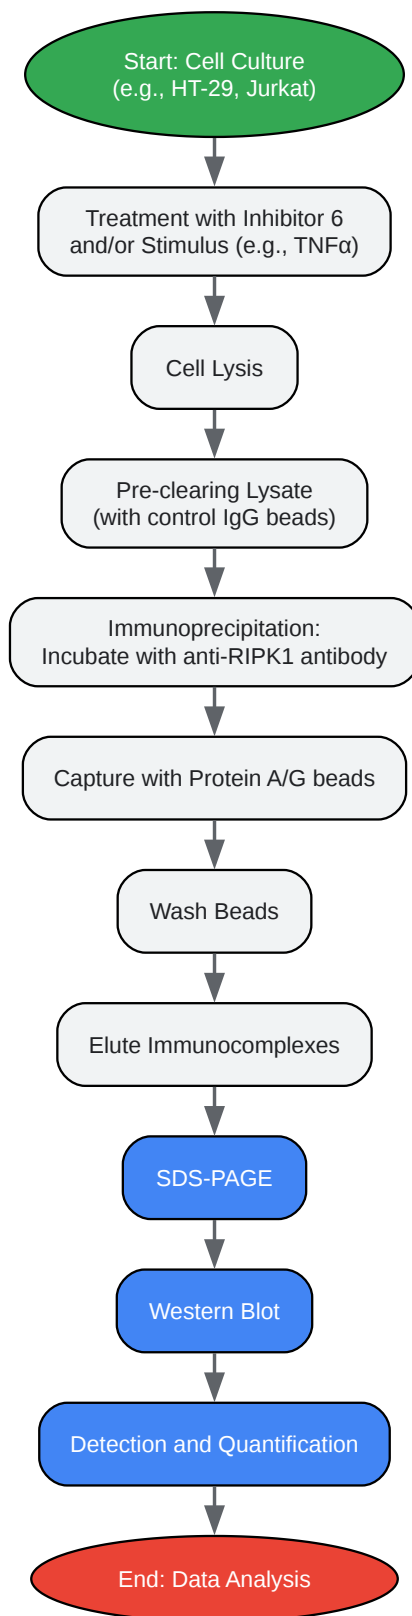 Start: Cell Culture
(e.g., HT-29, Jurkat)
Treatment with Inhibitor 6
and/or Stimulus (e.g., TNFα)
Cell Lysis
Pre-clearing Lysate
(with control IgG beads)
Immunoprecipitation:
Incubate with anti-RIPK1 antibody
Capture with Protein A/G beads
Wash Beads
Elute Immunocomplexes
SDS-PAGE
Western Blot
Detection and Quantification
End: Data Analysis